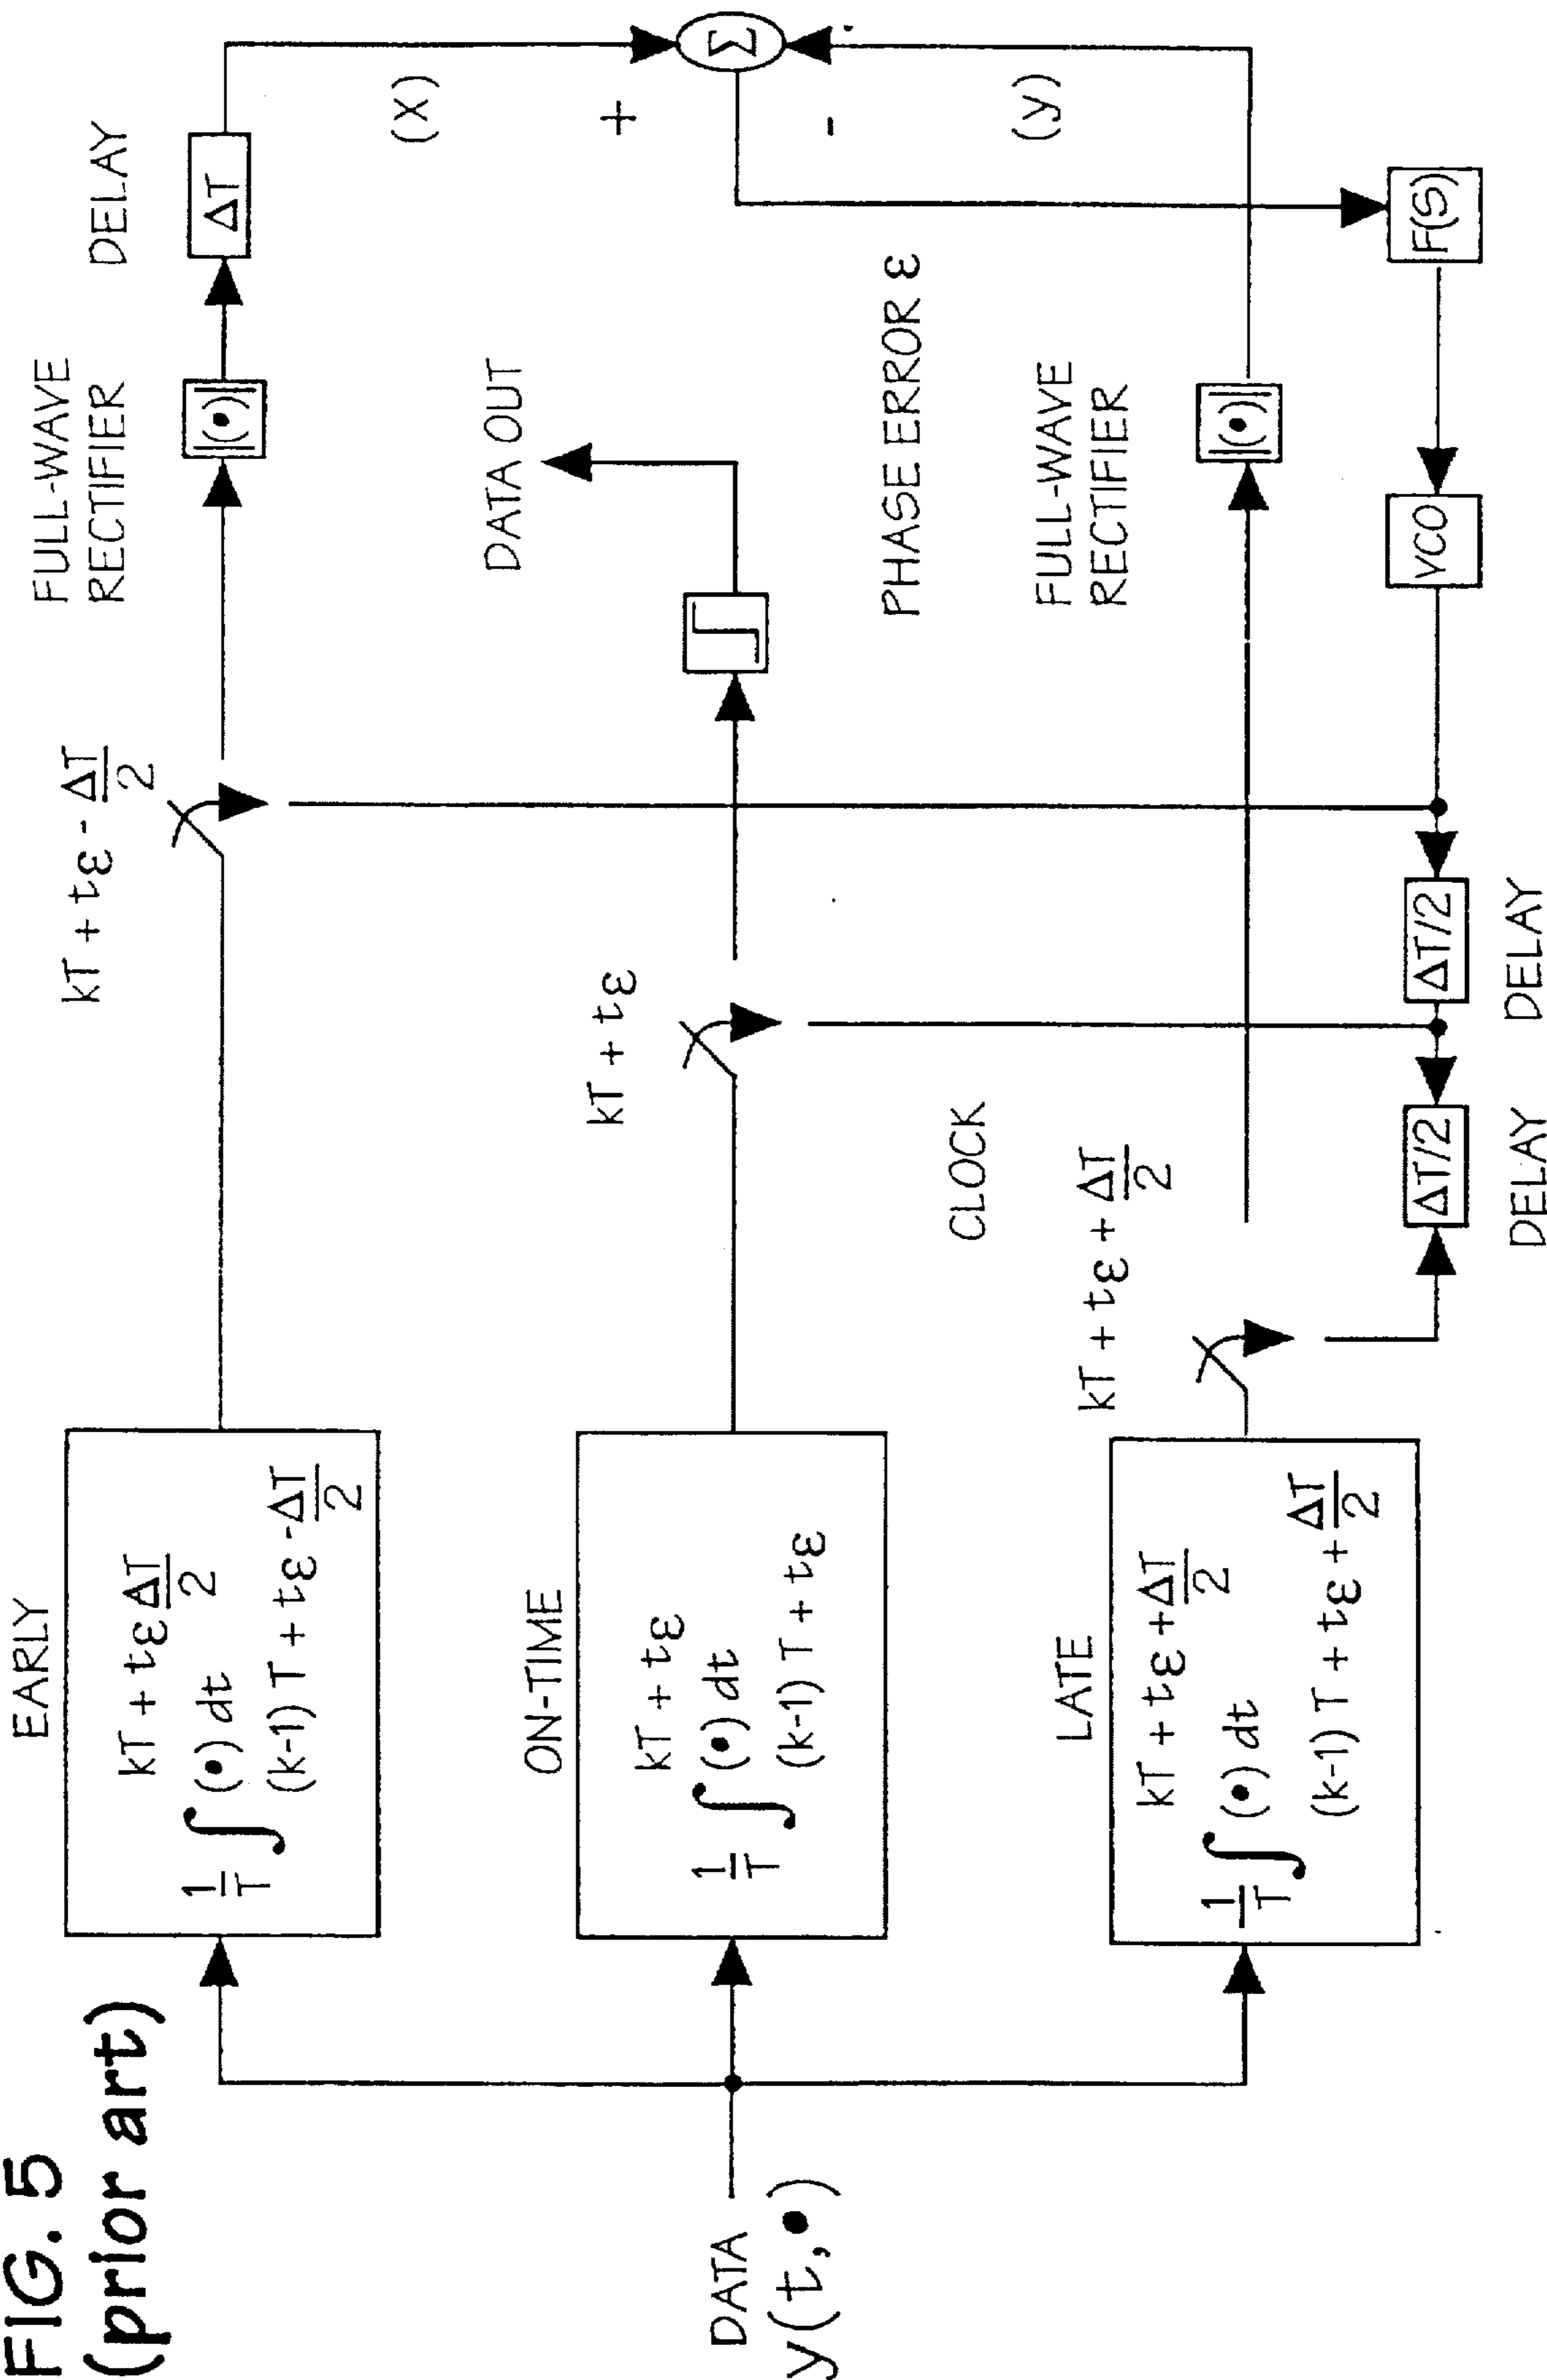 FIG. 5
(prior art)
DATA
y(t,•)
EARLY
kT + tε ΔT/2
1/T ∫ (•) dt
(k-1) T + tε - ΔT/2
kT + tε - ΔT/2
FULL-WAVE
RECTIFIER
|(•)|
DELAY
ΔT
(X)
+
Σ
-
(y)
ON-TIME
kT + tε
1/T ∫ (•) dt
(k-1) T + tε
kT + tε
DATA OUT
PHASE ERROR ε
CLOCK
LATE
kT + tε + ΔT/2
1/T ∫ (•) dt
(k-1) T + tε + ΔT/2
kT + tε + ΔT/2
FULL-WAVE
RECTIFIER
|(•)|
ΔT/2
DELAY
ΔT/2
DELAY
VCO
F(S)